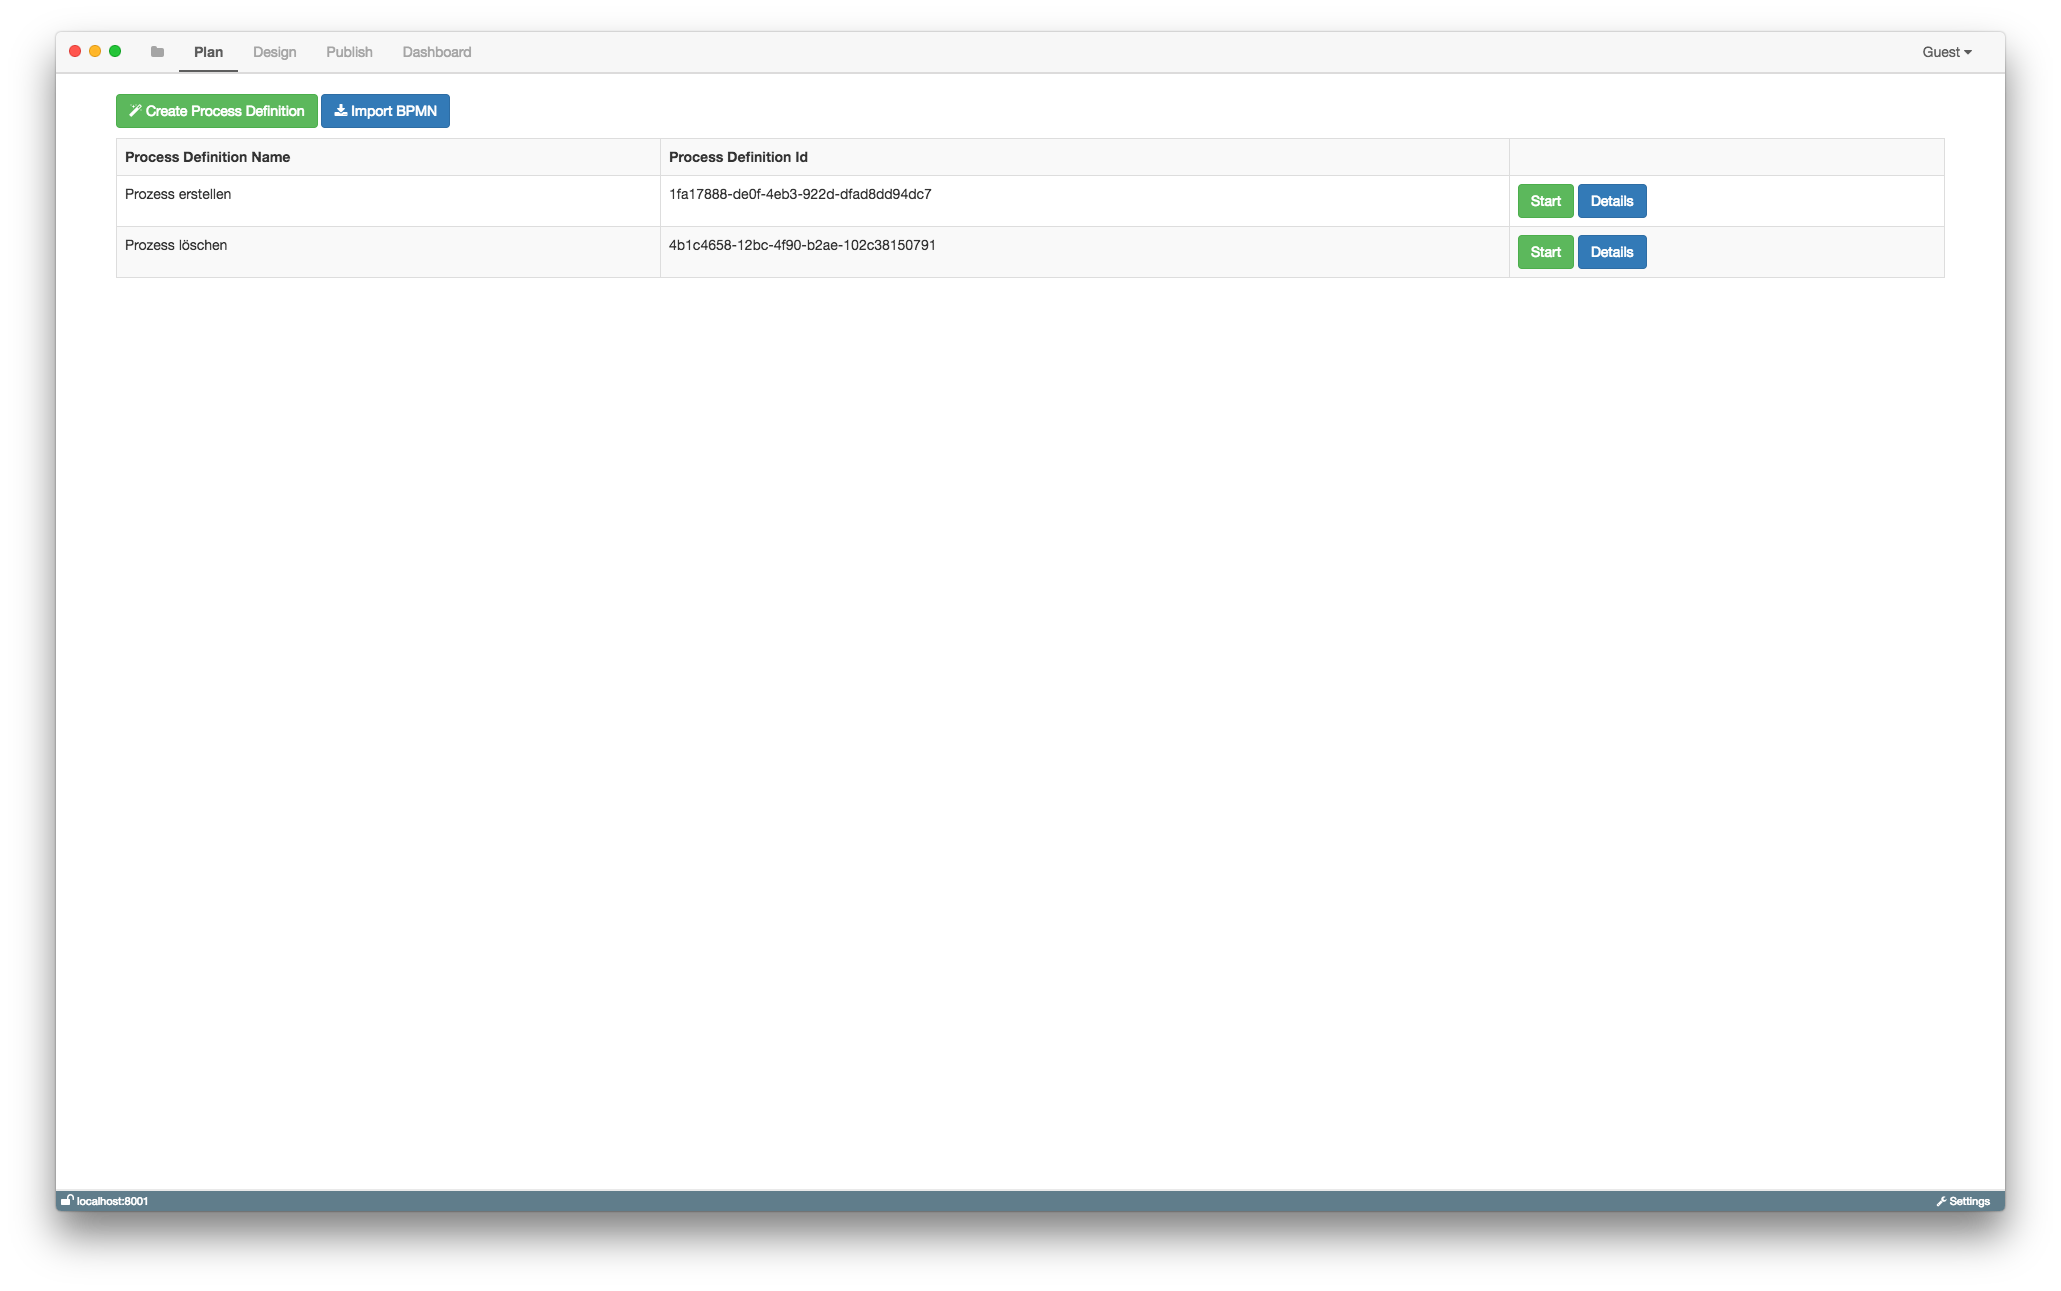 Plan Design Publish Dashboard Guest
Create Process Definition Import BPMN
Process Definition Name Process Definition Id
Prozess erstellen 1fa17888-de0f-4eb3-922d-dfad8dd94dc7 Start Details
Prozess löschen 4b1c4658-12bc-4f90-b2ae-102c38150791 Start Details
localhost:8001 Settings